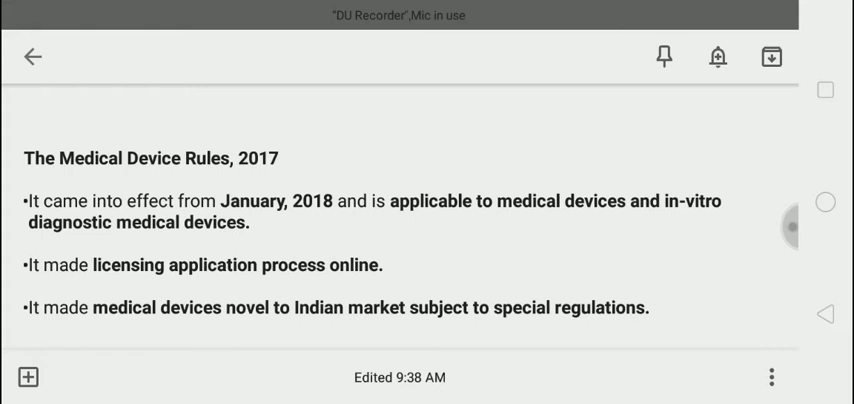 "DU Recorder",Mic in use
The Medical Device Rules, 2017
•It came into effect from January, 2018 and is applicable to medical devices and in-vitro
diagnostic medical devices.
•It made licensing application process online.
•It made medical devices novel to Indian market subject to special regulations.
Edited 9:38 AM